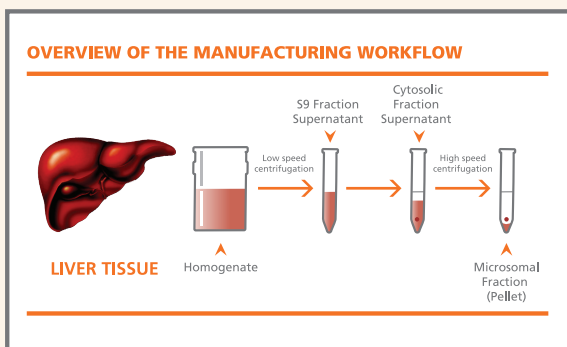 OVERVIEW OF THE MANUFACTURING WORKFLOW
S9 Fraction
Supernatant
Cytosolic
Fraction
Supernatant
Low speed
centrifugation
High speed
centrifugation
LIVER TISSUE
Homogenate
Microsomal
Fraction
(Pellet)